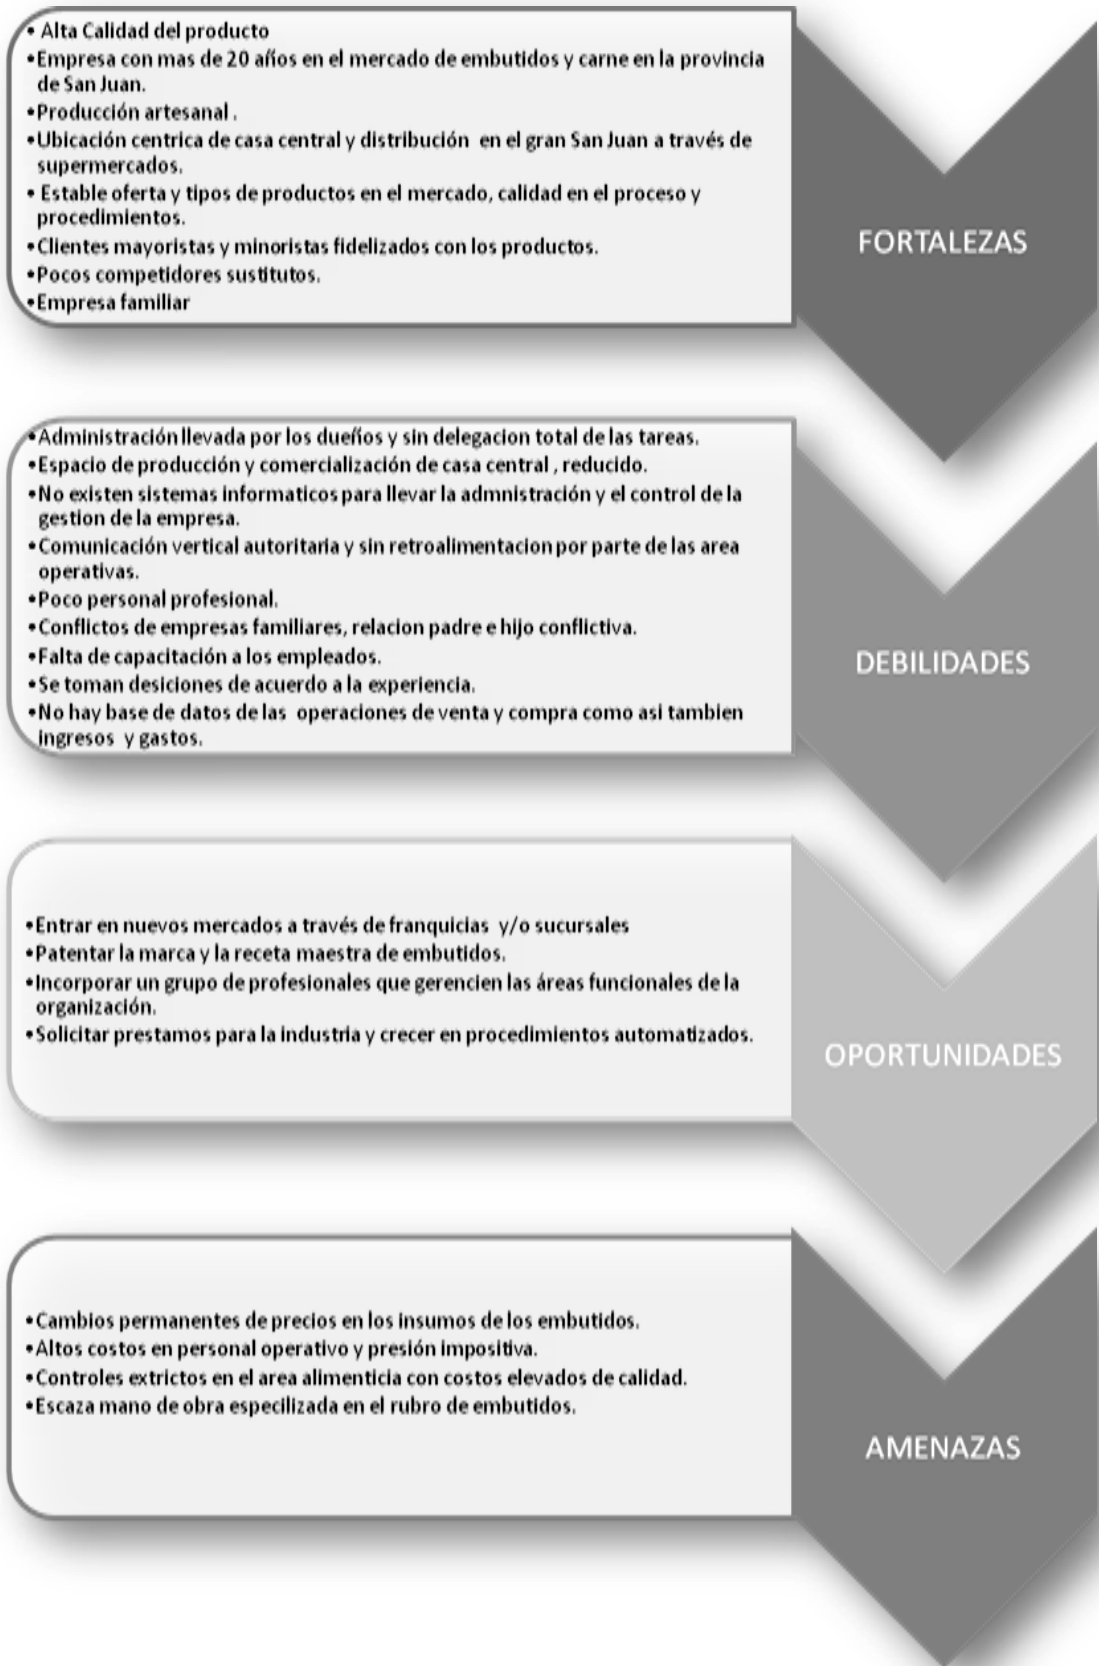 • Alta Calidad del producto
•Empresa con mas de 20 años en el mercado de embutidos y carne en la provincia
de San Juan.
•Producción artesanal .
•Ubicación centrica de casa central y distribución en el gran San Juan a través de
supermercados.
• Estable oferta y tipos de productos en el mercado, calidad en el proceso y
procedimientos.
•Clientes mayoristas y minoristas fidelizados con los productos.
•Pocos competidores sustitutos.
•Empresa familiar
FORTALEZAS
•Administración llevada por los dueños y sin delegacion total de las tareas.
•Espacio de producción y comercialización de casa central , reducido.
•No existen sistemas informaticos para llevar la admnistración y el control de la
gestion de la empresa.
•Comunicación vertical autoritaria y sin retroalimentacion por parte de las area
operativas.
•Poco personal profesional.
•Conflictos de empresas familiares, relacion padre e hijo conflictiva.
•Falta de capacitación a los empleados.
•Se toman desiciones de acuerdo a la experiencia.
•No hay base de datos de las operaciones de venta y compra como asi tambien
ingresos y gastos.
DEBILIDADES
•Entrar en nuevos mercados a través de franquicias y/o sucursales
•Patentar la marca y la receta maestra de embutidos.
•Incorporar un grupo de profesionales que gerencien las áreas funcionales de la
organización.
•Solicitar prestamos para la industria y crecer en procedimientos automatizados.
OPORTUNIDADES
•Cambios permanentes de precios en los insumos de los embutidos.
•Altos costos en personal operativo y presión impositiva.
•Controles extrictos en el area alimenticia con costos elevados de calidad.
•Escaza mano de obra especilizada en el rubro de embutidos.
AMENAZAS